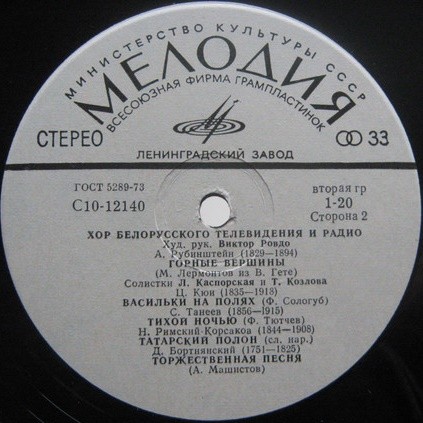 МИНИСТЕРСТВО КУЛЬТУРЫ СССР
МЕЛОДИЯ
ВСЕСОЮЗНАЯ ФИРМА ГРАМПЛАСТИНОК
СТЕРЕО
33
ЛЕНИНГРАДСКИЙ ЗАВОД
ГОСТ 5289-73
С10-12140
вторая гр
1-20
Сторона 2
ХОР БЕЛОРУССКОГО ТЕЛЕВИДЕНИЯ И РАДИО
Худ. рук. Виктор Ровдо
А. Рубинштейн (1829—1894)
ГОРНЫЕ ВЕРШИНЫ
(М. Лермонтов из В. Гете)
Солистки Л. Каспорская и Т. Козлова
Ц. Кюи (1835—1918)
ВАСИЛЬКИ НА ПОЛЯХ (Ф. Сологуб)
С. Танеев (1856—1915)
ТИХОЙ НОЧЬЮ (Ф. Тютчев)
Н. Римский-Корсаков (1844—1908)
ТАТАРСКИЙ ПОЛОН (сл. нар.)
Д. Бортнянский (1751—1825)
ТОРЖЕСТВЕННАЯ ПЕСНЯ
(А. Машистов)